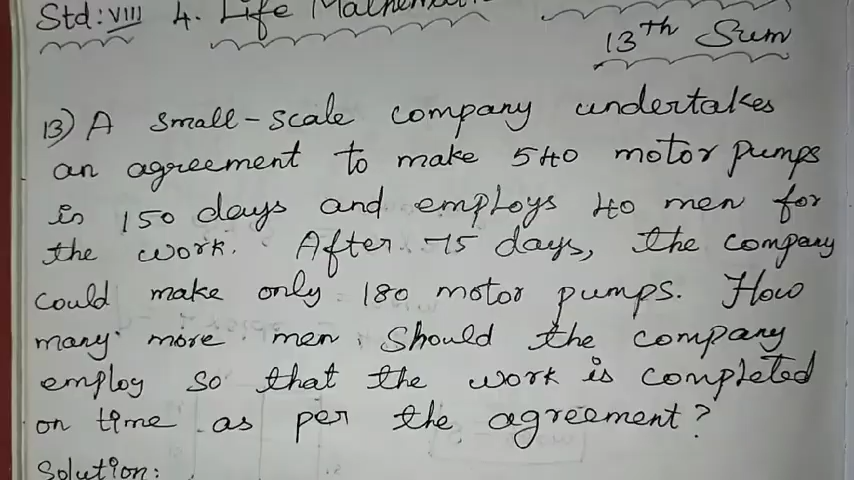 Std: VIII 4. Life Mathematics
13th Sum
13) A small-scale company undertakes
an agreement to make 540 motor pumps
in 150 days and employs 40 men for
the work. After 75 days, the company
could make only 180 motor pumps. How
many more men should the company
employ so that the work is completed
on time as per the agreement?
Solution: